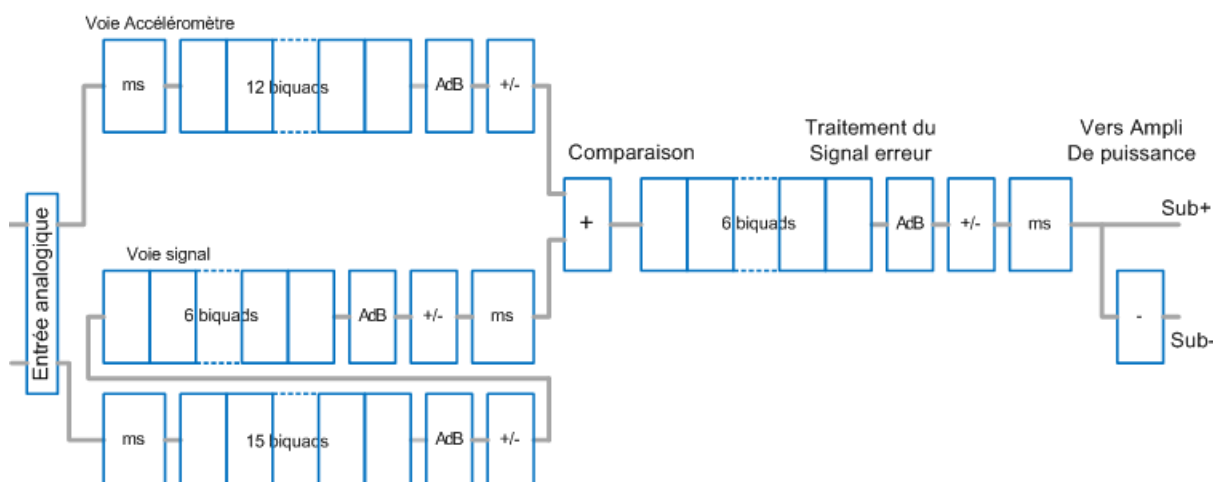 Voie Accéléromètre
ms
12 biquads
AdB
+/-
Entrée analogique
Voie signal
6 biquads
AdB
+/-
ms
ms
15 biquads
AdB
+/-
Comparaison
+
Traitement du
Signal erreur
6 biquads
AdB
+/-
ms
Vers Ampli
De puissance
Sub+
-
Sub-